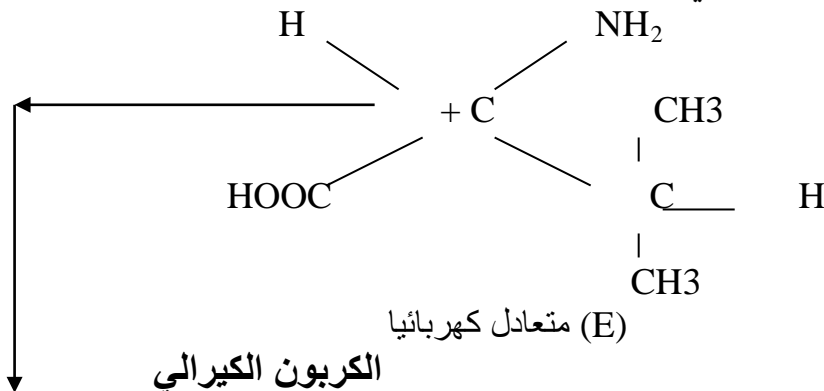 H NH₂
+ C CH3
HOOC C H
CH3
(E) متعادل كهربائيا
الكربون الكيرالي